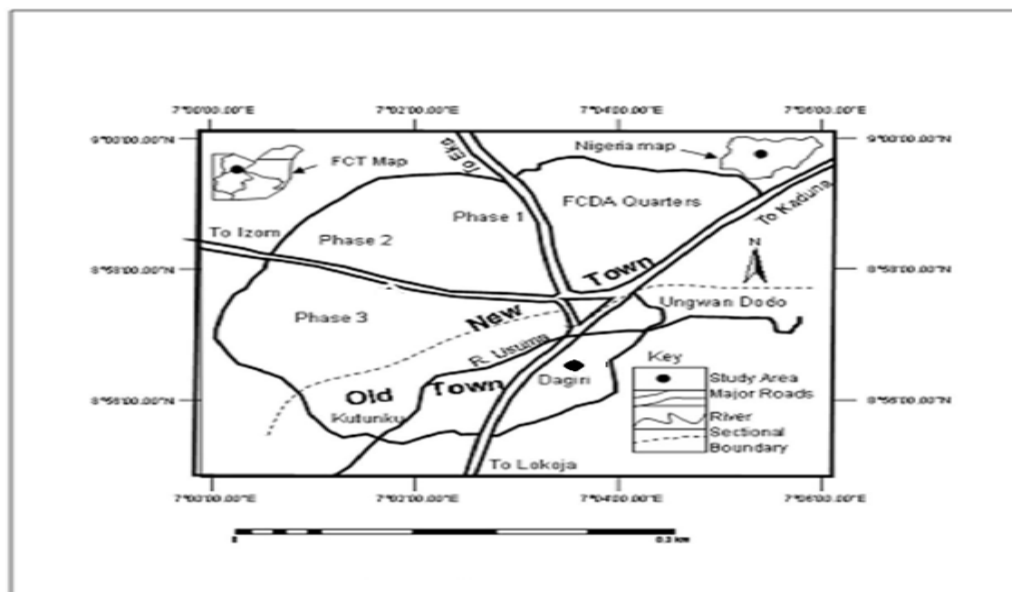 7°00'00.00"E 7°02'00.00"E 7°04'00.00"E 7°06'00.00"E
9°00'00.00"N 9°00'00.00"N
To Eka
Nigeria map
FCT Map
FCDA Quarters
Phase 1
To Kaduna
To Izom
Phase 2
N
8°58'00.00"N 8°58'00.00"N
New Town
Ungwan Dodo
Phase 3
R. Usuma
Key
Dagiri
Study Area
Old Town
Major Roads
8°56'00.00"N 8°56'00.00"N
Kutunku
River
Sectional
Boundary
To Lokoja
7°00'00.00"E 7°02'00.00"E 7°04'00.00"E 7°06'00.00"E
0